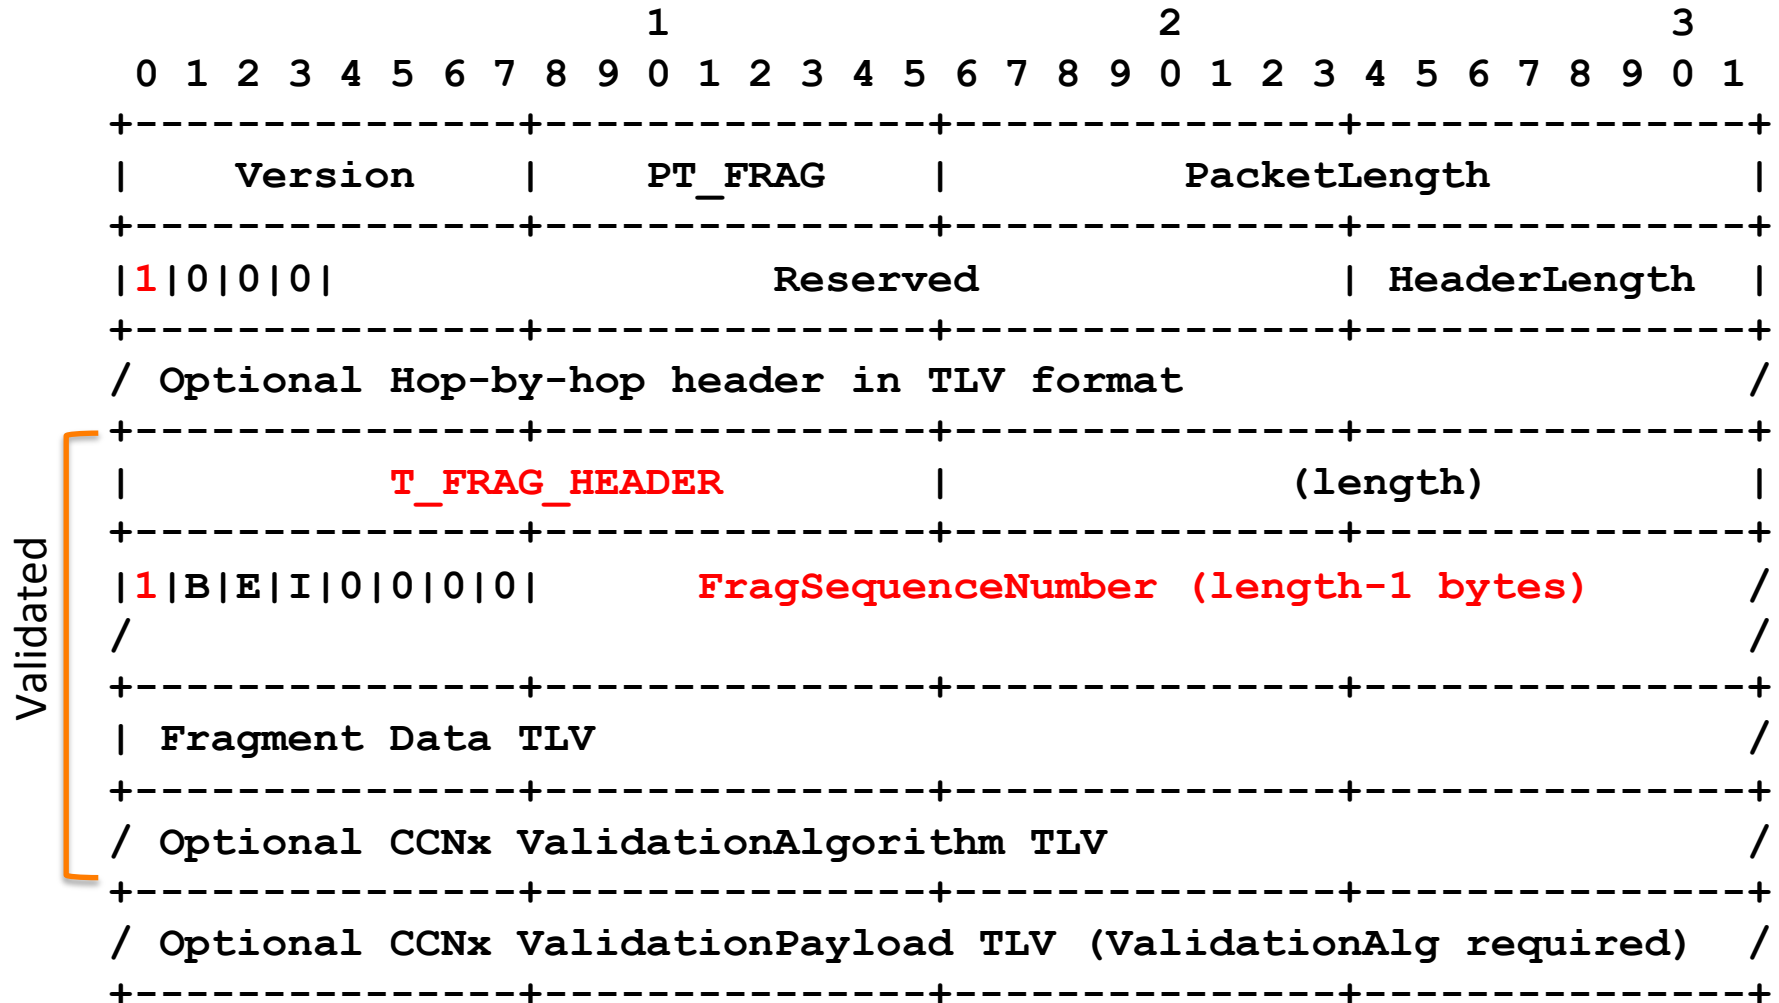 1                   2                   3
0 1 2 3 4 5 6 7 8 9 0 1 2 3 4 5 6 7 8 9 0 1 2 3 4 5 6 7 8 9 0 1
+---------------+---------------+---------------+---------------+
|    Version    |    PT_FRAG    |         PacketLength          |
+---------------+---------------+---------------+---------------+
|1|0|0|0|                 Reserved              | HeaderLength  |
+---------------+---------------+---------------+---------------+
/ Optional Hop-by-hop header in TLV format                      /
+---------------+---------------+---------------+---------------+
|          T_FRAG_HEADER        |             (length)          |
+---------------+---------------+---------------+---------------+
|1|B|E|I|0|0|0|0|      FragSequenceNumber (length-1 bytes)      /
/                                                               /
+---------------+---------------+---------------+---------------+
| Fragment Data TLV                                             /
+---------------+---------------+---------------+---------------+
/ Optional CCNx ValidationAlgorithm TLV                         /
+---------------+---------------+---------------+---------------+
/ Optional CCNx ValidationPayload TLV (ValidationAlg required)  /
+---------------+---------------+---------------+---------------+
Validated